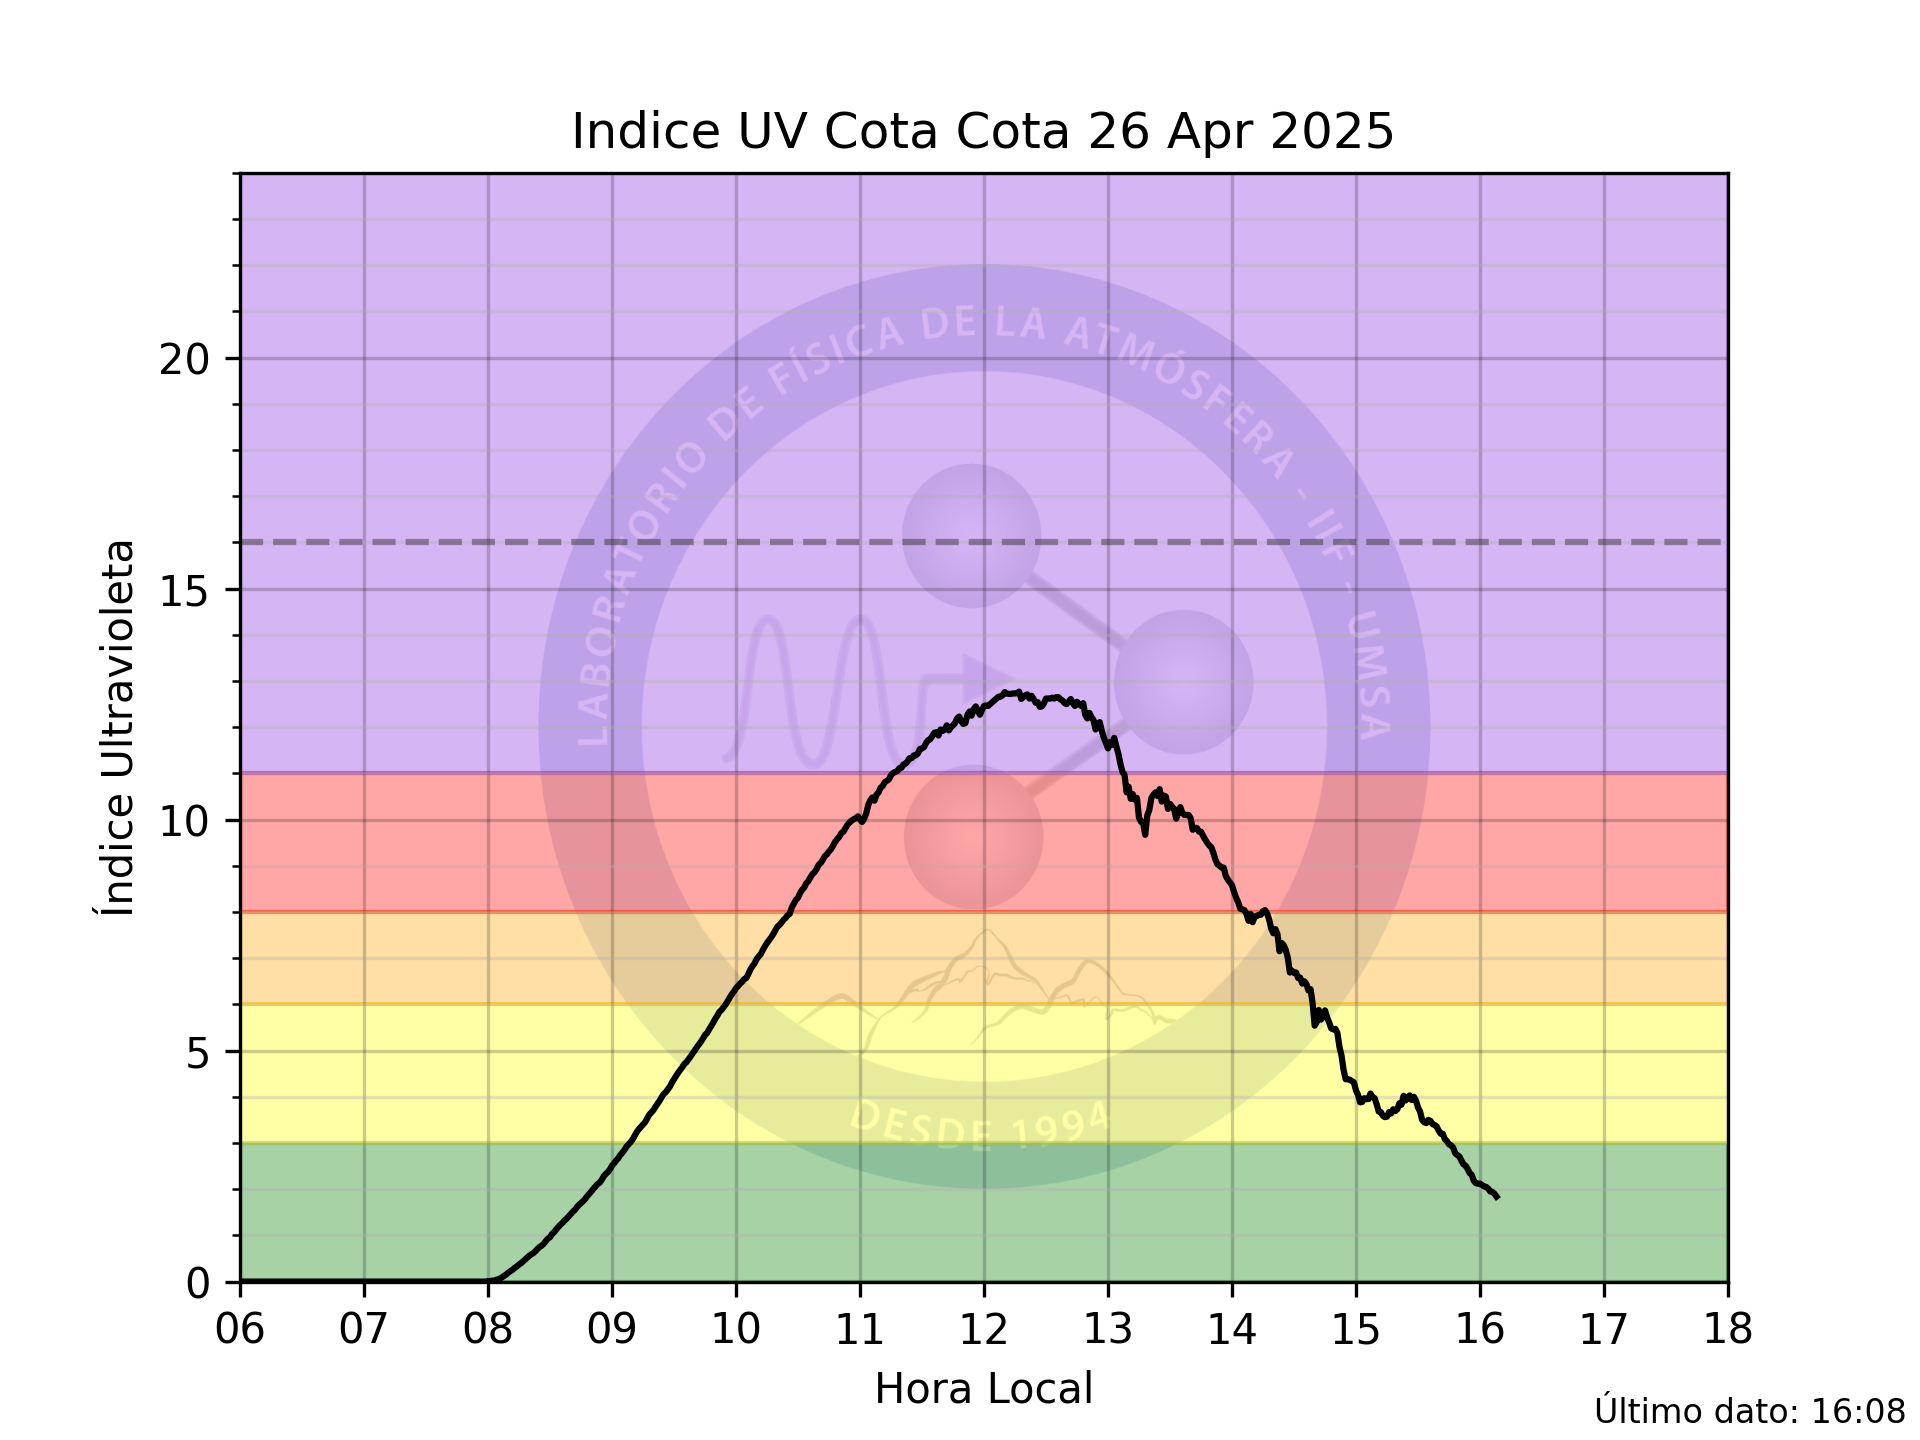 Indice UV Cota Cota 26 Apr 2025
LABORATORIO DE FÍSICA DE LA ATMÓSFERA - IIF - UMSA
DESDE 1994
Índice Ultravioleta
20
15
10
5
0
06 07 08 09 10 11 12 13 14 15 16 17 18
Hora Local
Último dato: 16:08